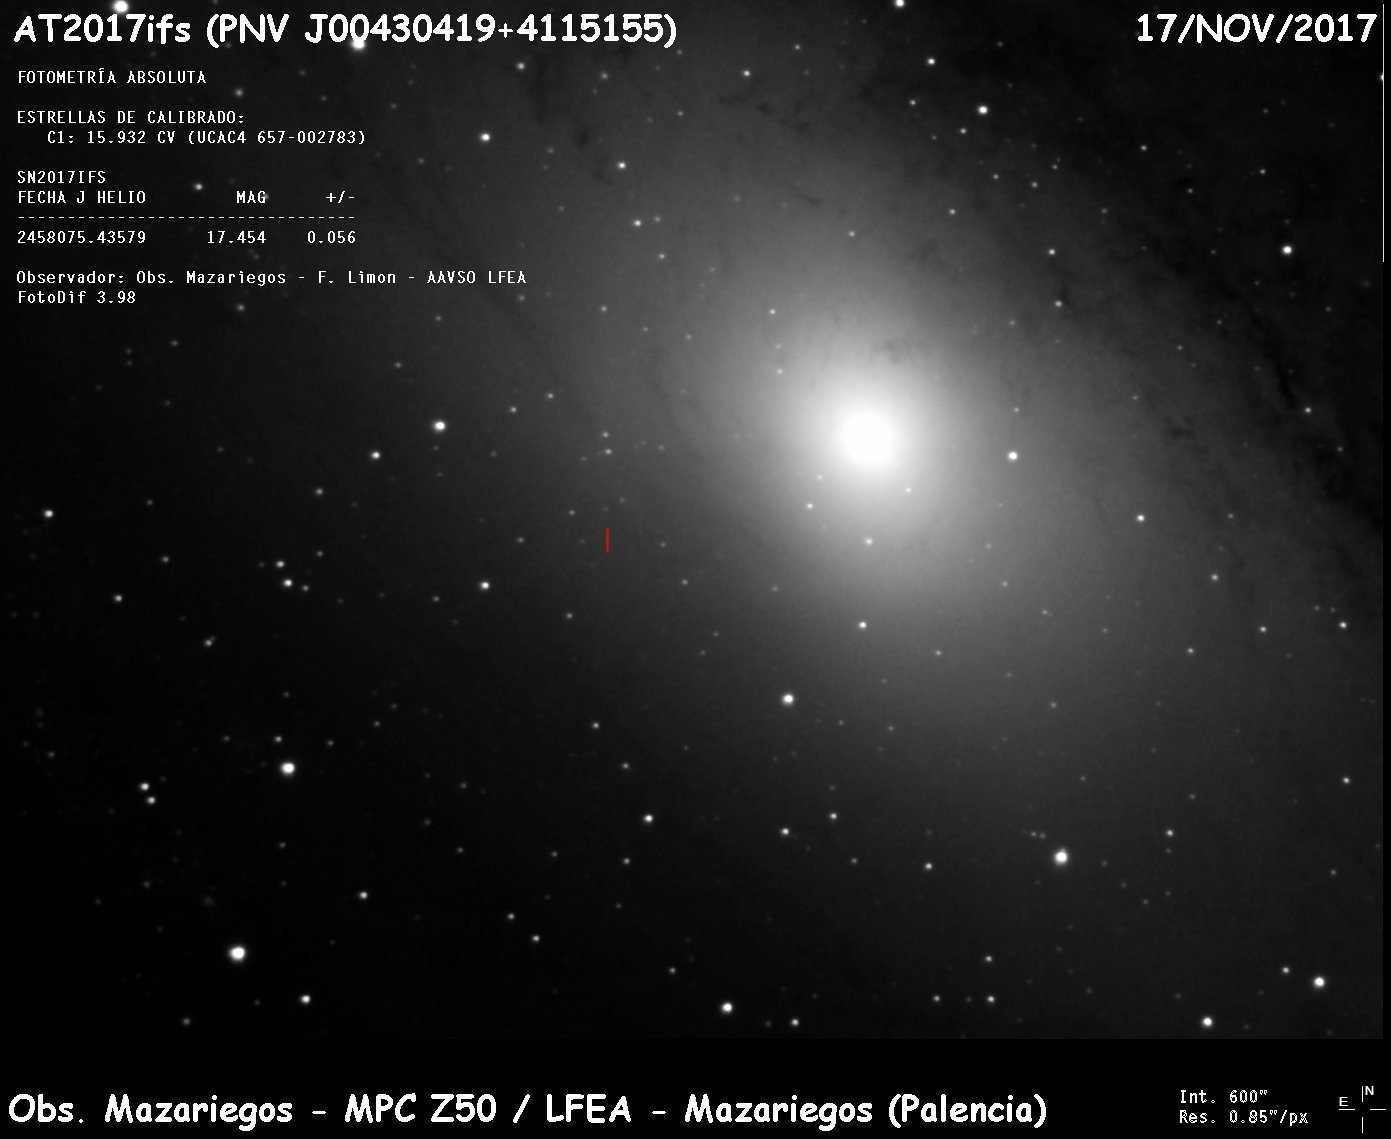 AT2017ifs (PNV J00430419+4115155)
17/NOV/2017
FOTOMETRÍA ABSOLUTA
ESTRELLAS DE CALIBRADO:
C1: 15.932 CV (UCAC4 657-002783)
SN2017IFS
FECHA J HELIO MAG +/-
----------------------------------
2458075.43579 17.454 0.056
Observador: Obs. Mazariegos - F. Limon - AAVSO LFEA
FotoDif 3.98
Obs. Mazariegos - MPC Z50 / LFEA - Mazariegos (Palencia)
Int. 600"
Res. 0.85"/px
N
E